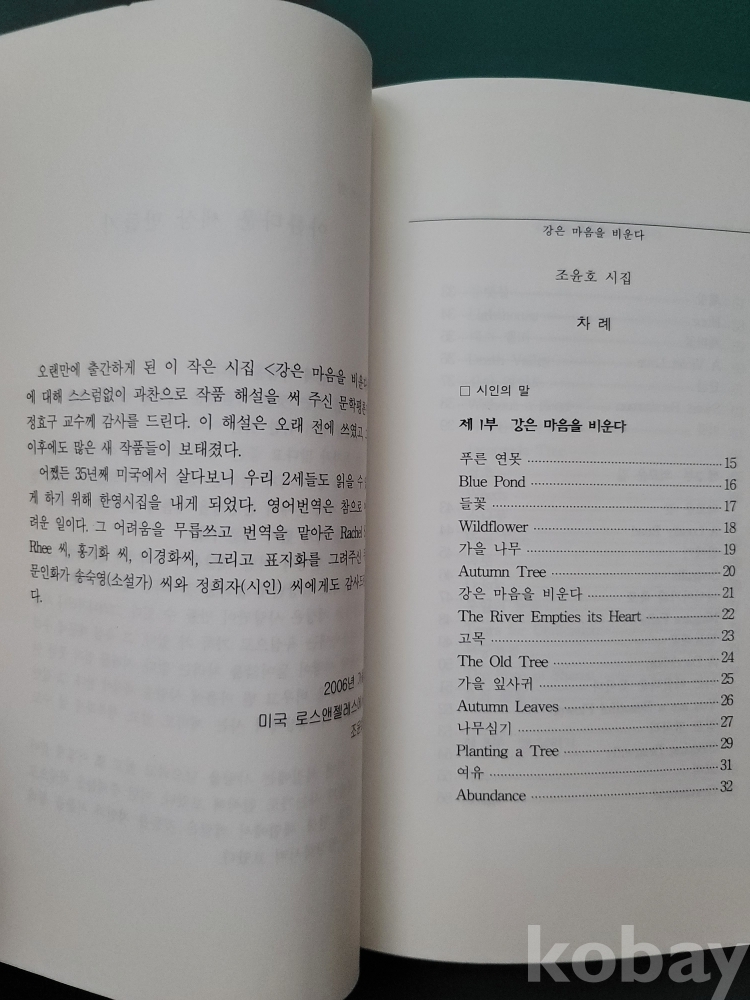 오랜만에 출간하게 된 이 작은 시집 <강은 마음을 비운다
에 대해 스스럼없이 과찬으로 작품 해설을 써 주신 문학평론
정효구 교수께 감사를 드린다. 이 해설은 오래 전에 쓰였고
이후에도 많은 새 작품들이 보태졌다.
어쨌든 35년째 미국에서 살다보니 우리 2세들도 읽을 수
게 하기 위해 한영시집을 내게 되었다. 영어번역은 참으로
려운 일이다. 그 어려움을 무릅쓰고 번역을 맡아준 Rachel
Rhee 씨, 홍기화 씨, 이경화씨, 그리고 표지화를 그려주신
문인화가 송숙영(소설가) 씨와 정희자(시인) 씨에게도 감사드
다.
2006년
미국 로스앤젤레스에
조윤
강은 마음을 비운다
조윤호 시집
차 례
□ 시인의 말
제 1부 강은 마음을 비운다
푸른 연못 15
Blue Pond 16
들꽃 17
Wildflower 18
가을 나무 19
Autumn Tree 20
강은 마음을 비운다 21
The River Empties its Heart 22
고목 23
The Old Tree 24
가을 잎사귀 25
Autumn Leaves 26
나무심기 27
Planting a Tree 29
여유 31
Abundance 32
kobay